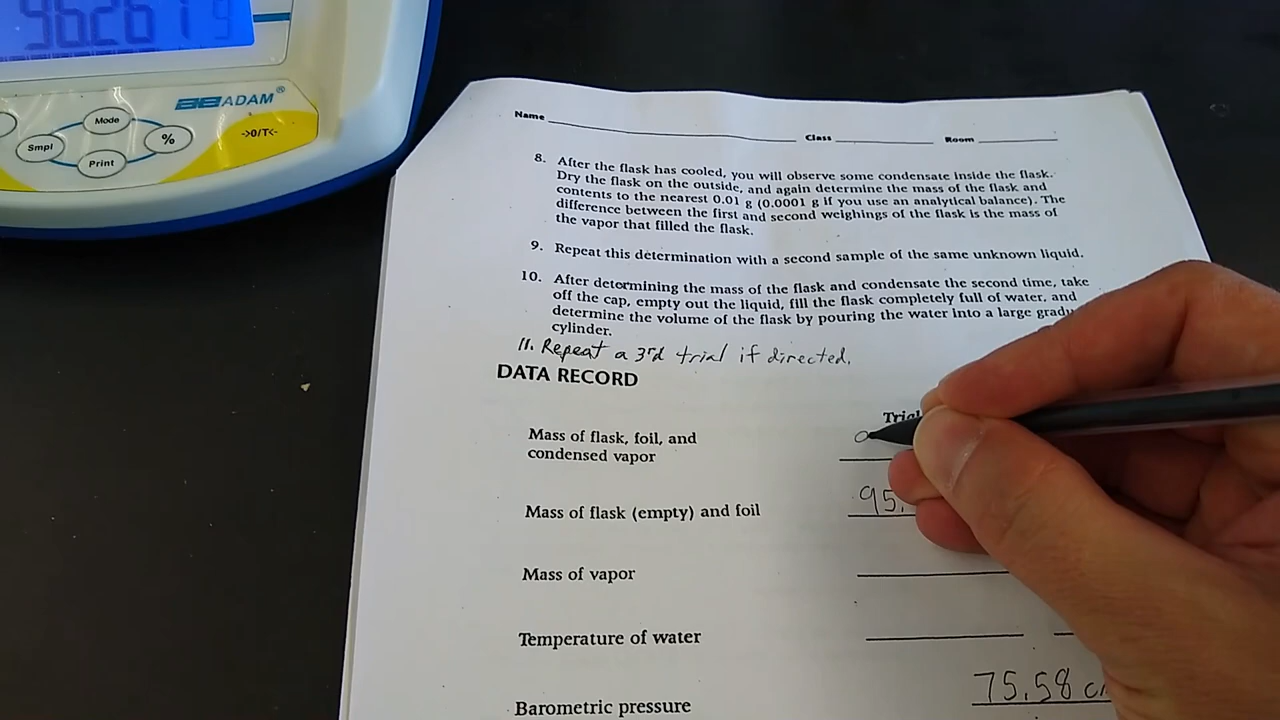 96.261 g
ADAM®
Mode
Smpl
%
->0/T<-
Print
Name Class Room
8. After the flask has cooled, you will observe some condensate inside the flask.
Dry the flask on the outside, and again determine the mass of the flask and
contents to the nearest 0.01 g (0.0001 g if you use an analytical balance). The
difference between the first and second weighings of the flask is the mass of
the vapor that filled the flask.
9. Repeat this determination with a second sample of the same unknown liquid.
10. After determining the mass of the flask and condensate the second time, take
off the cap, empty out the liquid, fill the flask completely full of water, and
determine the volume of the flask by pouring the water into a large gradu
cylinder.
11. Repeat a 3rd trial if directed.
DATA RECORD
Trial
Mass of flask, foil, and
condensed vapor
Mass of flask (empty) and foil 95.
Mass of vapor
Temperature of water
Barometric pressure 75.58 c